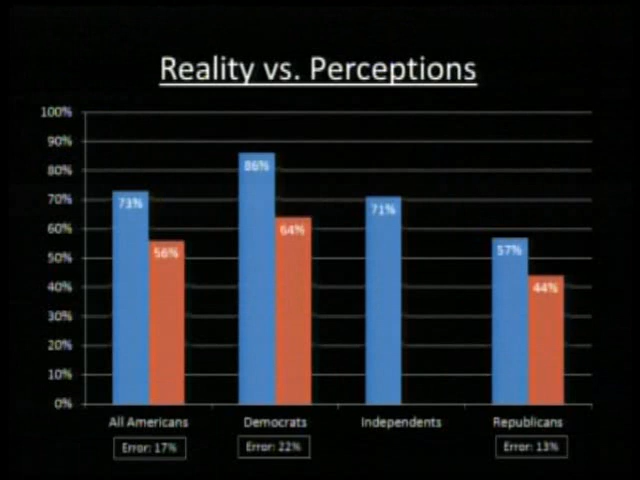 Reality vs. Perceptions
100%
90%
80%
70%
60%
50%
40%
30%
20%
10%
0%
73%
56%
86%
64%
71%
57%
44%
All Americans
Democrats
Independents
Republicans
Error: 17%
Error: 22%
Error: 13%